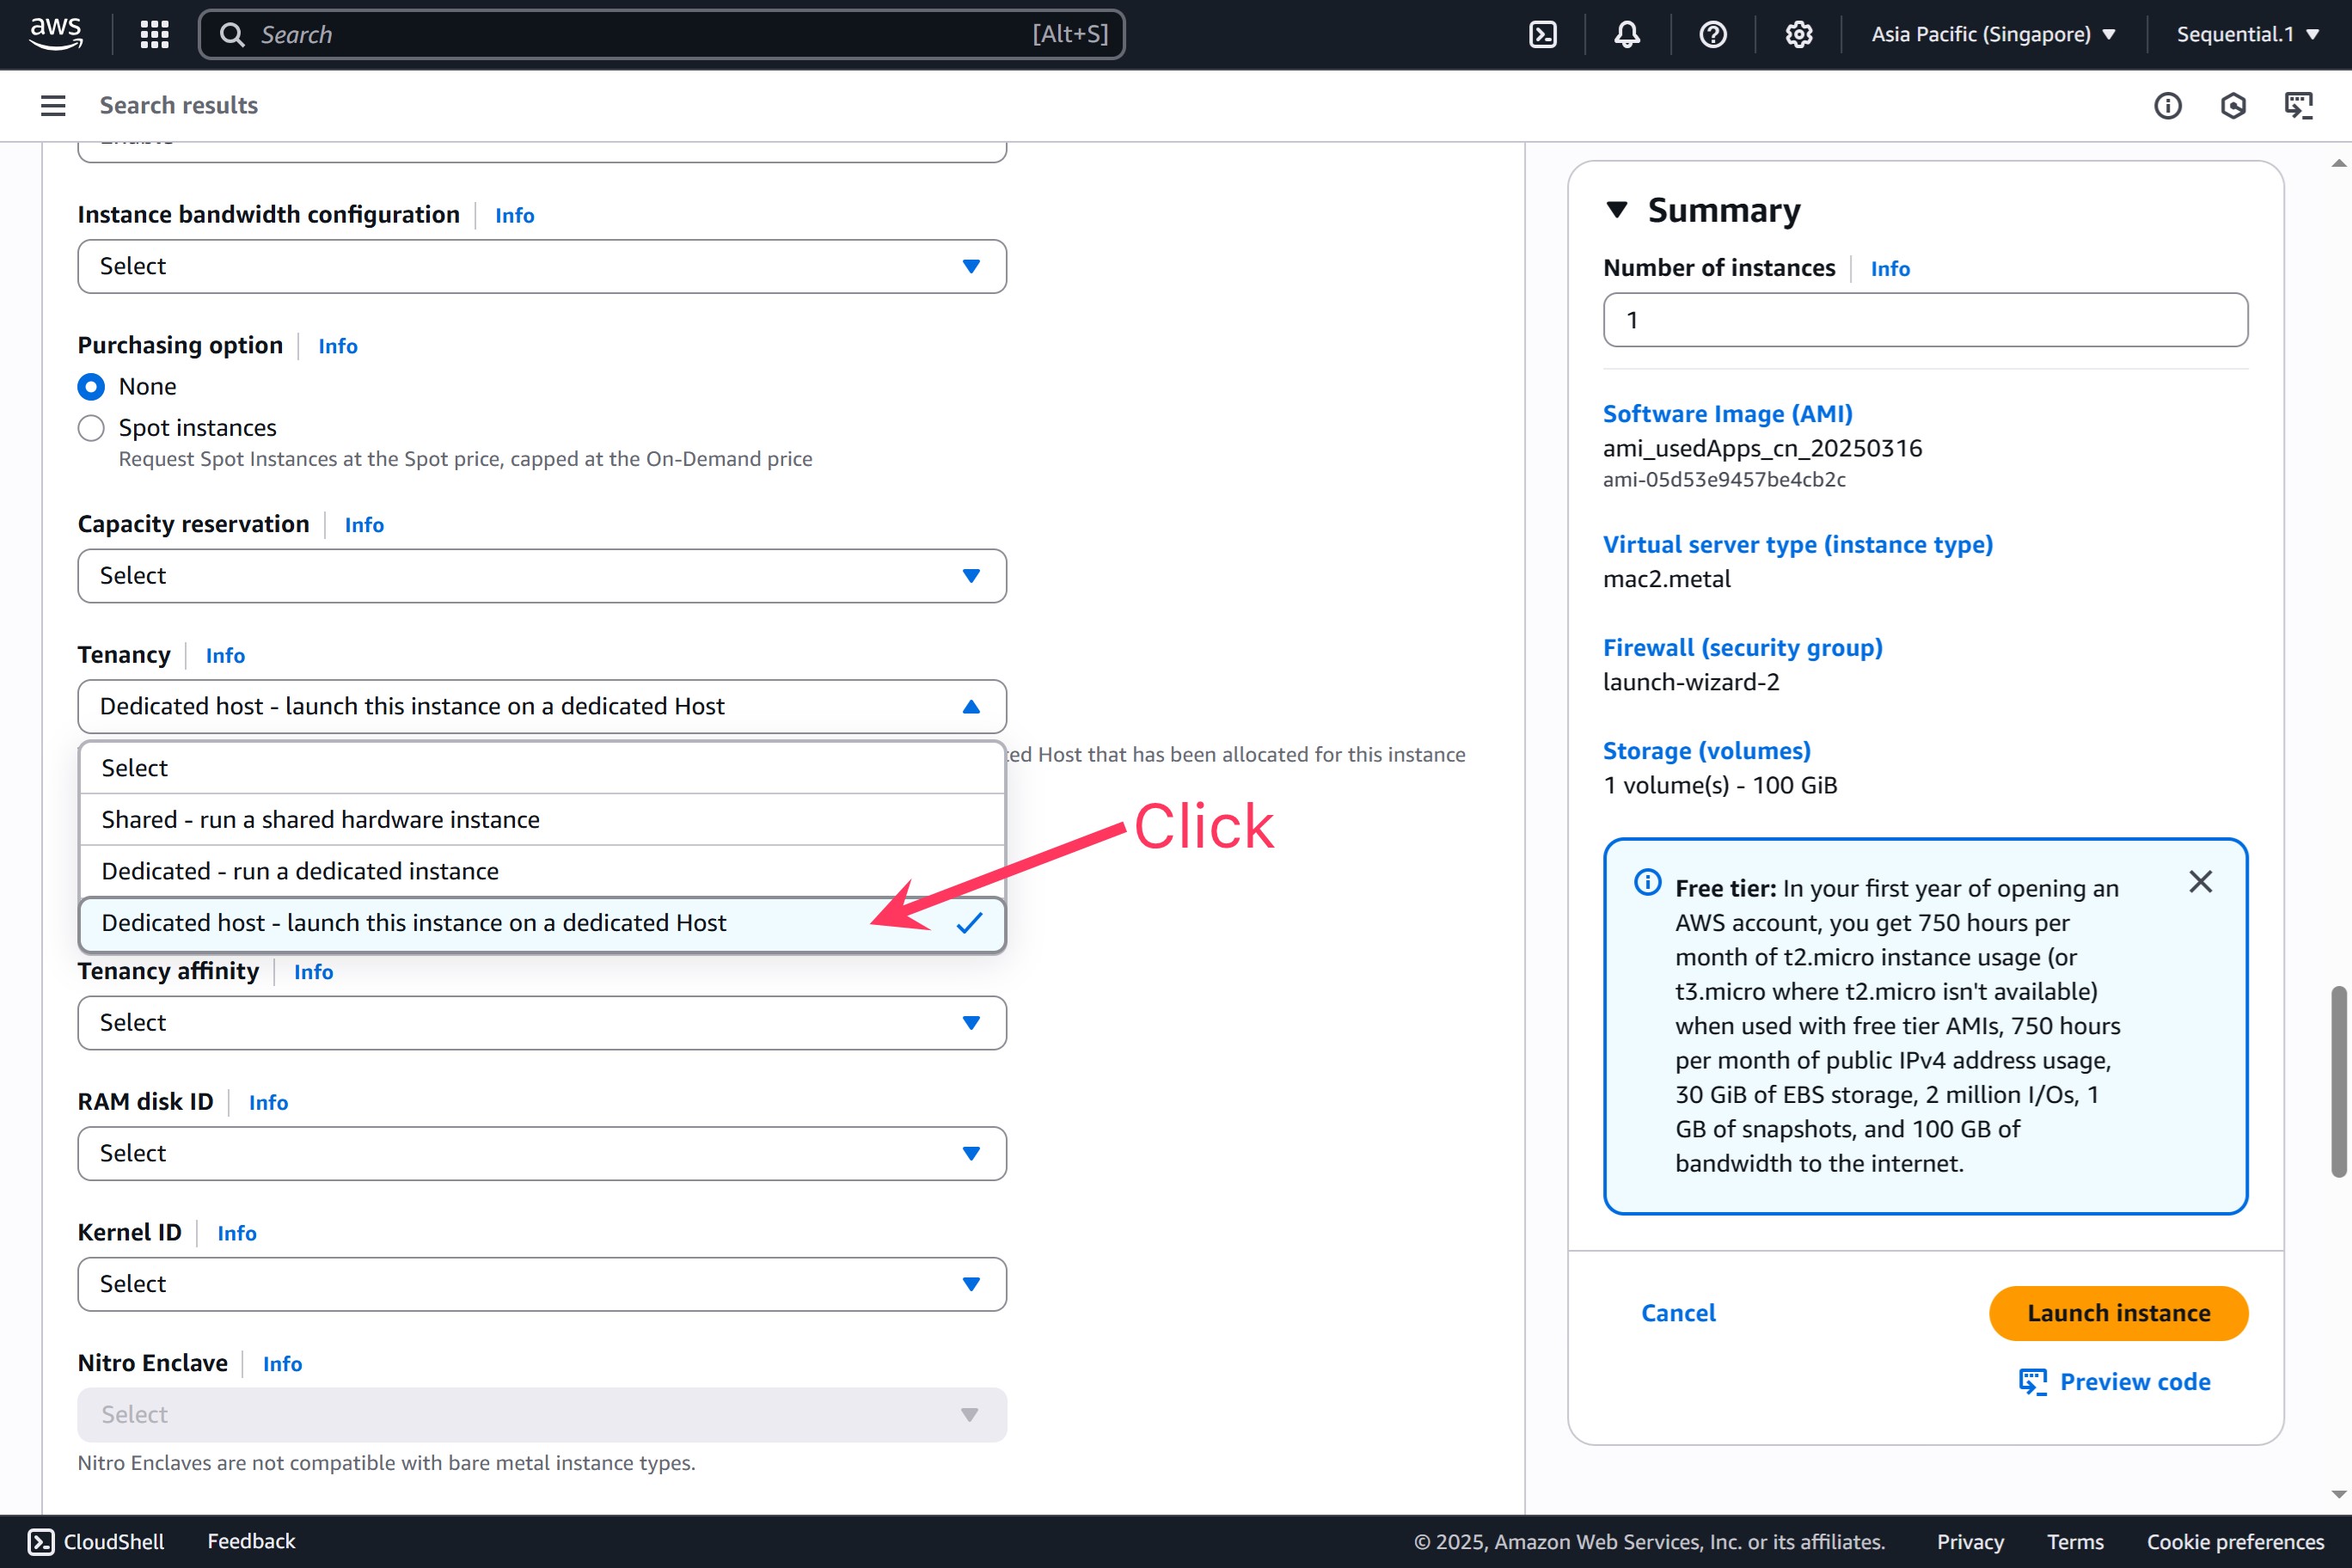 aws
Search
[Alt+S]
Asia Pacific (Singapore)
Sequential.1
Search results
Instance bandwidth configuration
Info
Select
Purchasing option
Info
None
Spot instances
Request Spot Instances at the Spot price, capped at the On-Demand price
Capacity reservation
Info
Select
Tenancy
Info
Dedicated host - launch this instance on a dedicated Host
Host that has been allocated for this instance
Select
Shared - run a shared hardware instance
Dedicated - run a dedicated instance
Dedicated host - launch this instance on a dedicated Host
Click
Tenancy affinity
Info
Select
RAM disk ID
Info
Select
Kernel ID
Info
Select
Nitro Enclave
Info
Select
Nitro Enclaves are not compatible with bare metal instance types.
Summary
Number of instances
Info
1
Software Image (AMI)
ami_usedApps_cn_20250316
ami-05d53e9457be4cb2c
Virtual server type (instance type)
mac2.metal
Firewall (security group)
launch-wizard-2
Storage (volumes)
1 volume(s) - 100 GiB
Free tier: In your first year of opening an
AWS account, you get 750 hours per
month of t2.micro instance usage (or
t3.micro where t2.micro isn't available)
when used with free tier AMIs, 750 hours
per month of public IPv4 address usage,
30 GiB of EBS storage, 2 million I/Os, 1
GB of snapshots, and 100 GB of
bandwidth to the internet.
Cancel
Launch instance
Preview code
CloudShell
Feedback
© 2025, Amazon Web Services, Inc. or its affiliates.
Privacy
Terms
Cookie preferences